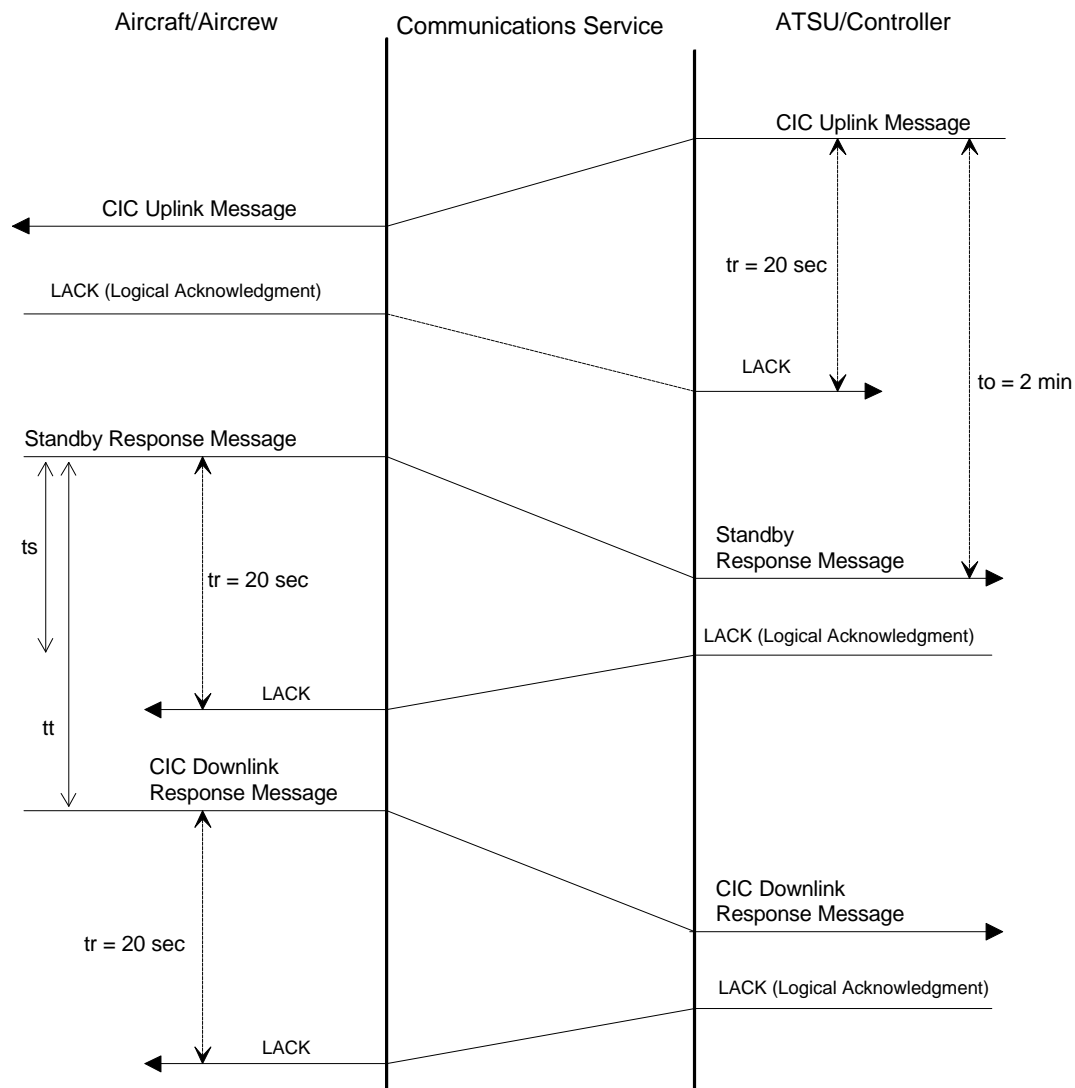 Aircraft/Aircrew
Communications Service
ATSU/Controller
CIC Uplink Message
CIC Uplink Message
tr = 20 sec
LACK (Logical Acknowledgment)
LACK
to = 2 min
Standby Response Message
ts
tr = 20 sec
Standby
Response Message
LACK (Logical Acknowledgment)
LACK
tt
CIC Downlink
Response Message
CIC Downlink
Response Message
tr = 20 sec
LACK (Logical Acknowledgment)
LACK